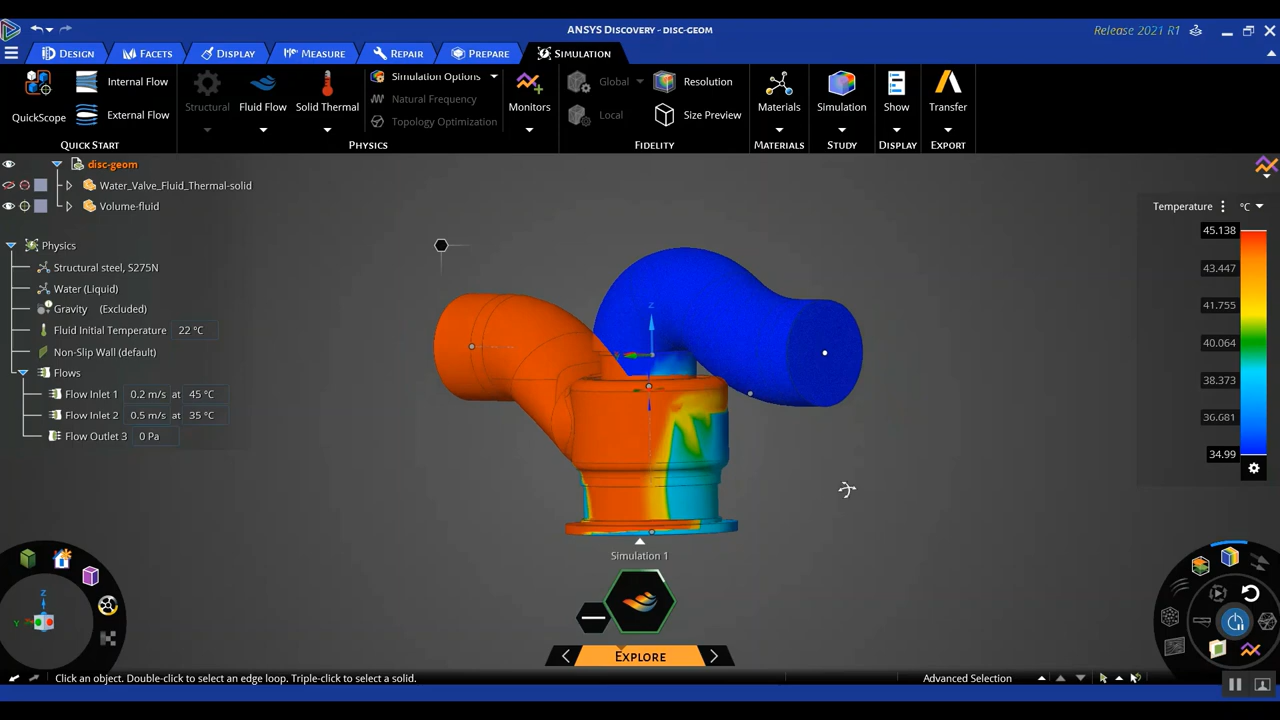 ANSYS Discovery - DISC-GEOM
Release 2021 R1
DESIGN FACETS DISPLAY MEASURE REPAIR PREPARE SIMULATION
Internal Flow
External Flow
QuickScope
QUICK START
Structural
Fluid Flow
Solid Thermal
Simulation Options
Natural Frequency
Topology Optimization
PHYSICS
Monitors
Global
Local
Resolution
Size Preview
FIDELITY
Materials
MATERIALS
Simulation
STUDY
Show
DISPLAY
Transfer
EXPORT
disc-geom
Water_Valve_Fluid_Thermal-solid
Volume-fluid
Physics
Structural steel, S275N
Water (Liquid)
Gravity (Excluded)
Fluid Initial Temperature 22 °C
Non-Slip Wall (default)
Flows
Flow Inlet 1 0.2 m/s at 45 °C
Flow Inlet 2 0.5 m/s at 35 °C
Flow Outlet 3 0 Pa
Temperature °C
45.138
43.447
41.755
40.064
38.373
36.681
34.99
Z
Simulation 1
EXPLORE
Z
Y
Click an object. Double-click to select an edge loop. Triple-click to select a solid.
Advanced Selection